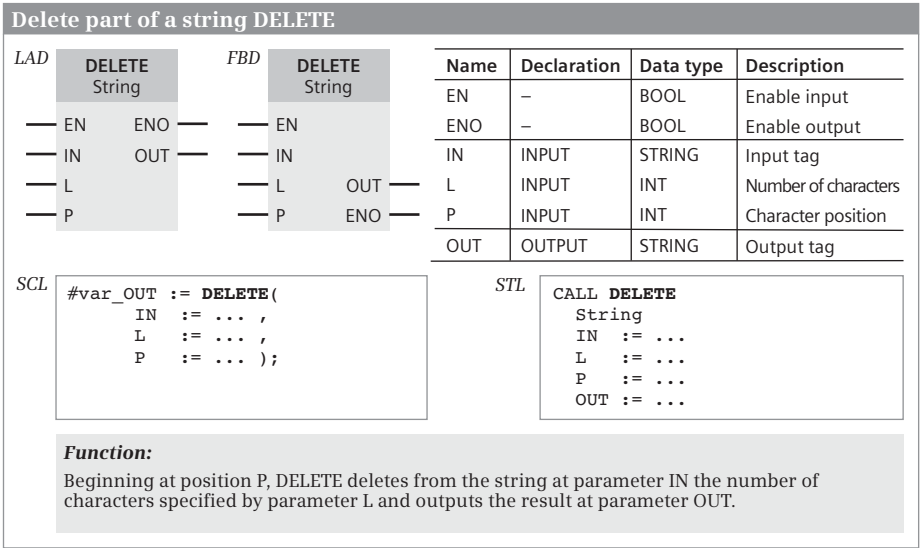 Delete part of a string DELETE
LAD
DELETE
String
EN ENO
IN OUT
L
P
FBD
DELETE
String
EN
IN
L OUT
P ENO
Name Declaration Data type Description
EN – BOOL Enable input
ENO – BOOL Enable output
IN INPUT STRING Input tag
L INPUT INT Number of characters
P INPUT INT Character position
OUT OUTPUT STRING Output tag
SCL
#var_OUT := DELETE(
IN := ... ,
L := ... ,
P := ... );
STL
CALL DELETE
String
IN := ...
L := ...
P := ...
OUT := ...
Function:
Beginning at position P, DELETE deletes from the string at parameter IN the number of
characters specified by parameter L and outputs the result at parameter OUT.